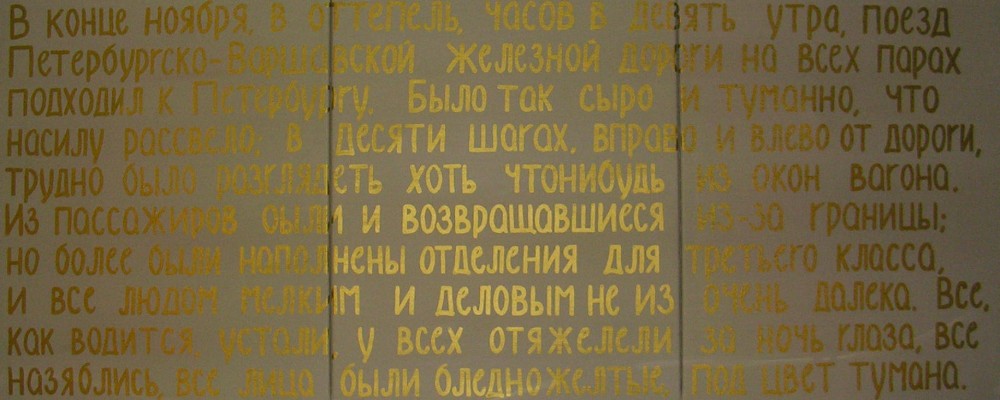 В конце ноября, в оттепель, часов в девять утра, поезд
Петербургско-Варшавской железной дороги на всех парах
подходил к Петербургу. Было так сыро и туманно, что
насилу рассвело; в десяти шагах, вправо и влево от дороги,
трудно было разглядеть хоть чтонибудь из окон вагона.
Из пассажиров были и возвращавшиеся из-за границы;
но более были наполнены отделения для третьего класса,
и все людом мелким и деловым не из очень далека. Все,
как водится, устали, у всех отяжелели за ночь глаза, все
назяблись, все лица были бледножелтые, под цвет тумана.